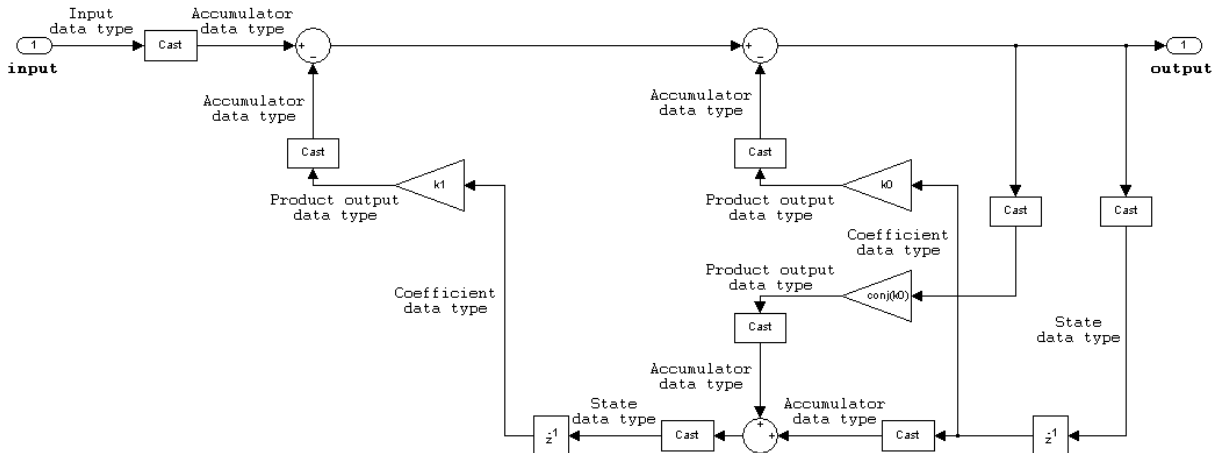 Input
data type
Accumulator
data type
1
Cast
+
−
+
−
1
input
output
Accumulator
data type
Accumulator
data type
Cast
Cast
k1
k0
Product output
data type
Product output
data type
Cast
Cast
Coefficient
data type
Product output
data type
Coefficient
data type
conj(k0)
Cast
State
data type
Accumulator
data type
State
data type
Accumulator
data type
z-1
Cast
+
+
Cast
z-1